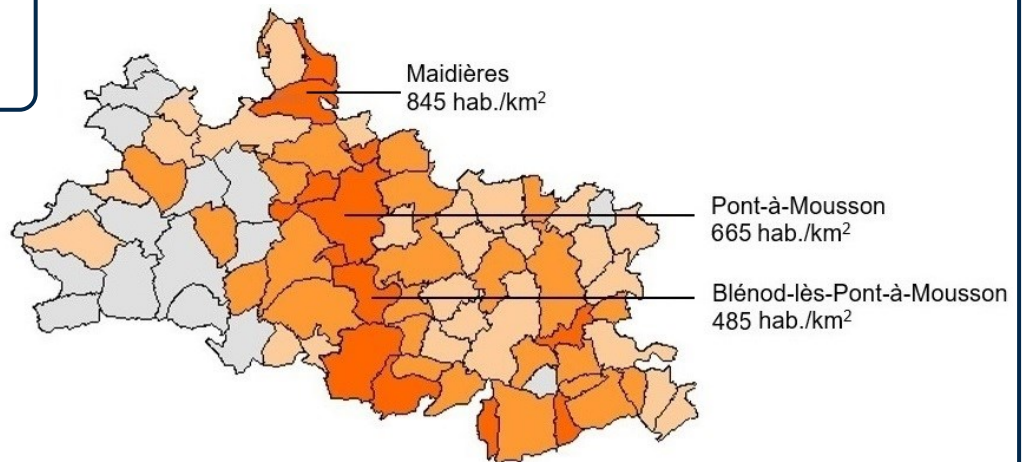 Maidières
845 hab./km²
Pont-à-Mousson
665 hab./km²
Blénod-lès-Pont-à-Mousson
485 hab./km²